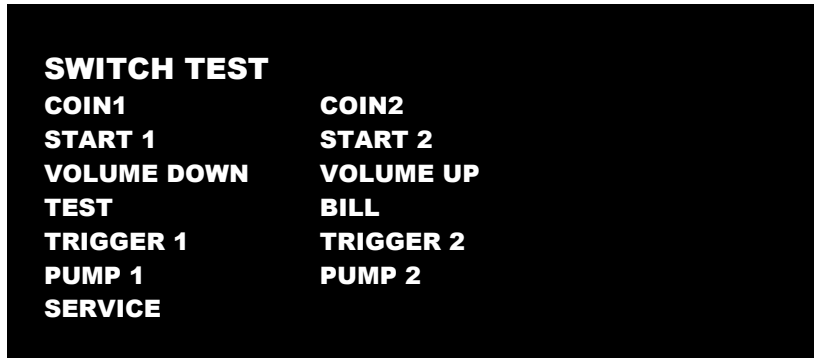 SWITCH TEST
COIN1 COIN2
START 1 START 2
VOLUME DOWN VOLUME UP
TEST BILL
TRIGGER 1 TRIGGER 2
PUMP 1 PUMP 2
SERVICE